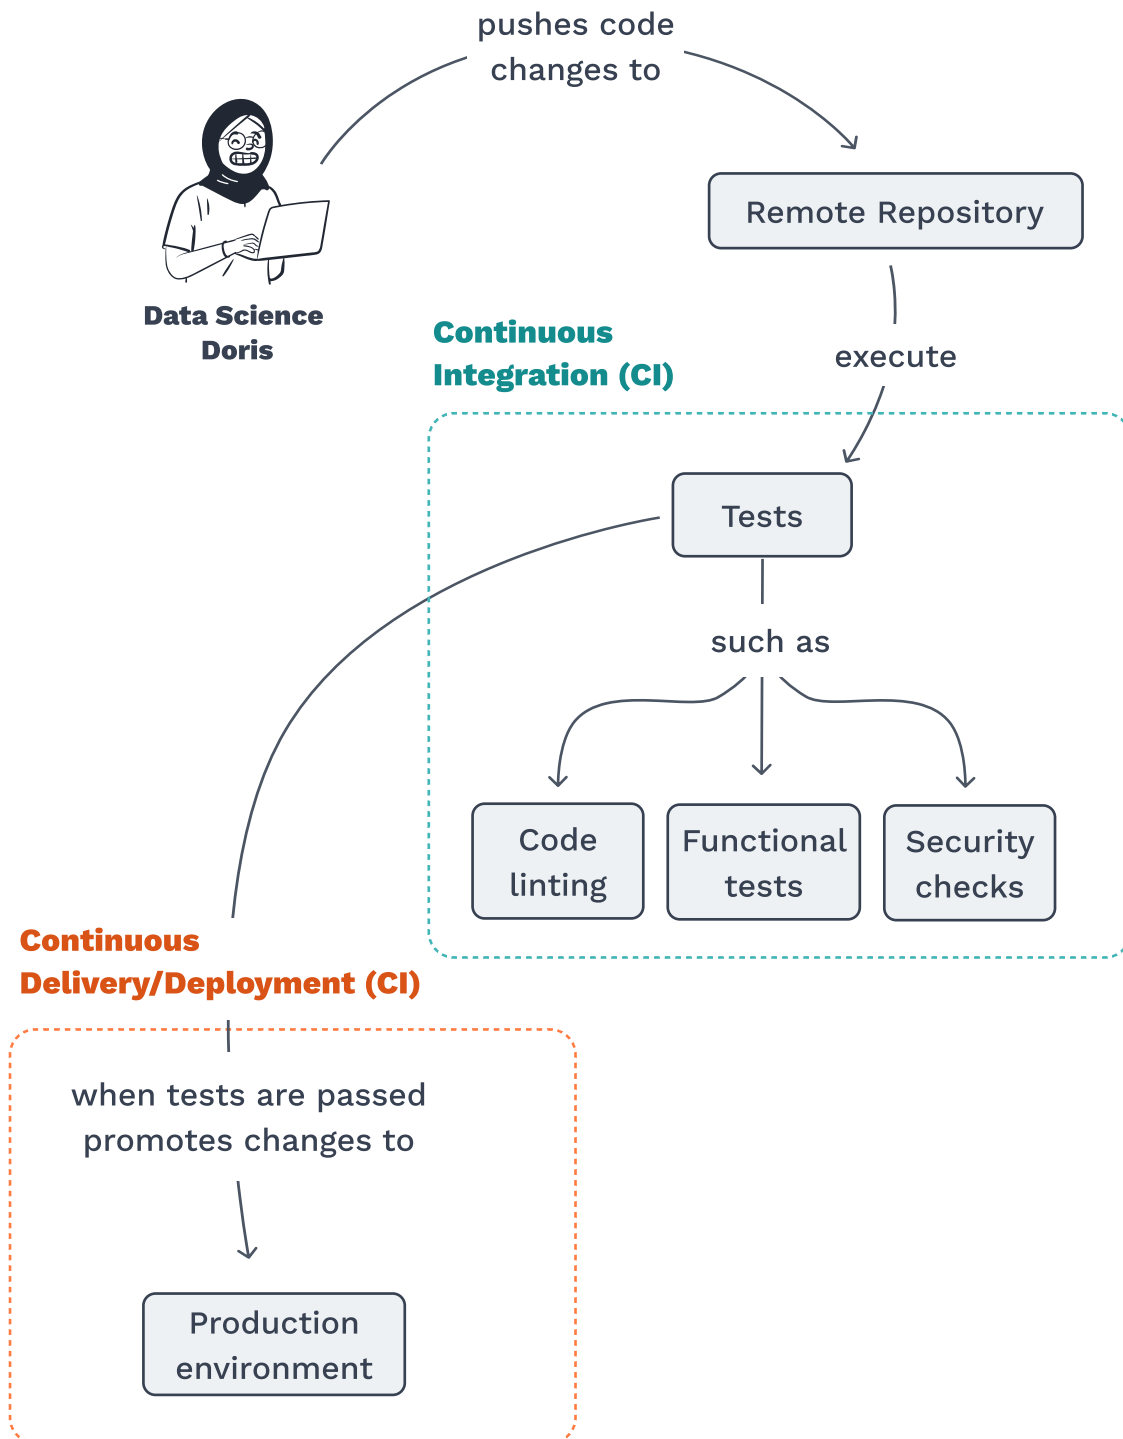 pushes code
changes to
Remote Repository
Data Science
Doris
Continuous
Integration (CI)
execute
Tests
such as
Code
linting
Functional
tests
Security
checks
Continuous
Delivery/Deployment (CI)
when tests are passed
promotes changes to
Production
environment